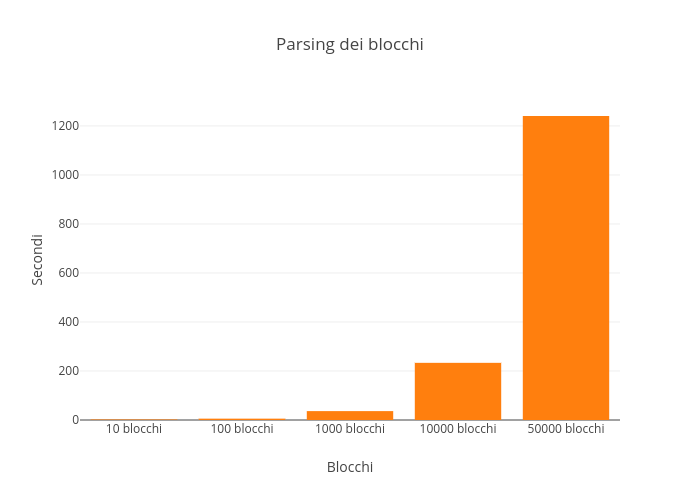 Parsing dei blocchi
1200
1000
800
600
400
200
0
Secondi
10 blocchi
100 blocchi
1000 blocchi
10000 blocchi
50000 blocchi
Blocchi